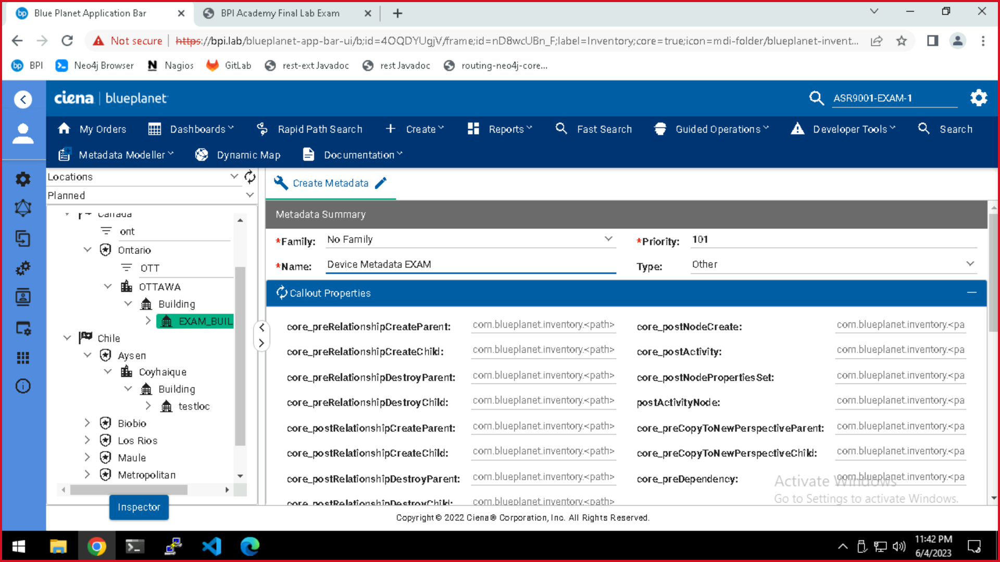 Blue Planet Application Bar
BPI Academy Final Lab Exam
Not secure
https://bpi.lab/blueplanet-app-bar-ui/b;id=4OQDYUgjV/frame;id=nD8wcUBn_F;label=Inventory;core=true;icon=mdi-folder/blueplanet-invent...
bp BPI
Neo4j Browser
N Nagios
GitLab
rest-ext Javadoc
rest Javadoc
routing-neo4j-core...
ciena | blueplanet
ASR9001-EXAM-1
My Orders
Dashboards
Rapid Path Search
Create
Reports
Fast Search
Guided Operations
Developer Tools
Search
Metadata Modeller
Dynamic Map
Documentation
Locations
Planned
Canada
ont
Ontario
OTT
OTTAWA
Building
EXAM_BUIL
Chile
Aysen
Coyhaique
Building
testloc
Biobio
Los Rios
Maule
Metropolitan
Inspector
Create Metadata
Metadata Summary
*Family: No Family
*Priority: 101
*Name: Device Metadata EXAM
Type: Other
Callout Properties
core_preRelationshipCreateParent: com.blueplanet.inventory.<path>
core_postNodeCreate: com.blueplanet.inventory.<pa
core_preRelationshipCreateChild: com.blueplanet.inventory.<path>
core_postActivity: com.blueplanet.inventory.<pa
core_preRelationshipDestroyParent: com.blueplanet.inventory.<path>
core_postNodePropertiesSet: com.blueplanet.inventory.<pa
core_preRelationshipDestroyChild: com.blueplanet.inventory.<path>
postActivityNode: com.blueplanet.inventory.<pa
core_postRelationshipCreateParent: com.blueplanet.inventory.<path>
core_preCopyToNewPerspectiveParent: com.blueplanet.inventory.<pa
core_postRelationshipCreateChild: com.blueplanet.inventory.<path>
core_preCopyToNewPerspectiveChild: com.blueplanet.inventory.<pa
core_postRelationshipDestroyParent: com.blueplanet.inventory.<path>
core_preDependency: com.blueplanet.inventory.<pa
core_postRelationshipDestroyChild: com.blueplanet.inventory.<path>
Activate Windows
Go to Settings to activate Windows.
Copyright © 2022 Ciena® Corporation, Inc. All Rights Reserved.
11:42 PM
6/4/2023